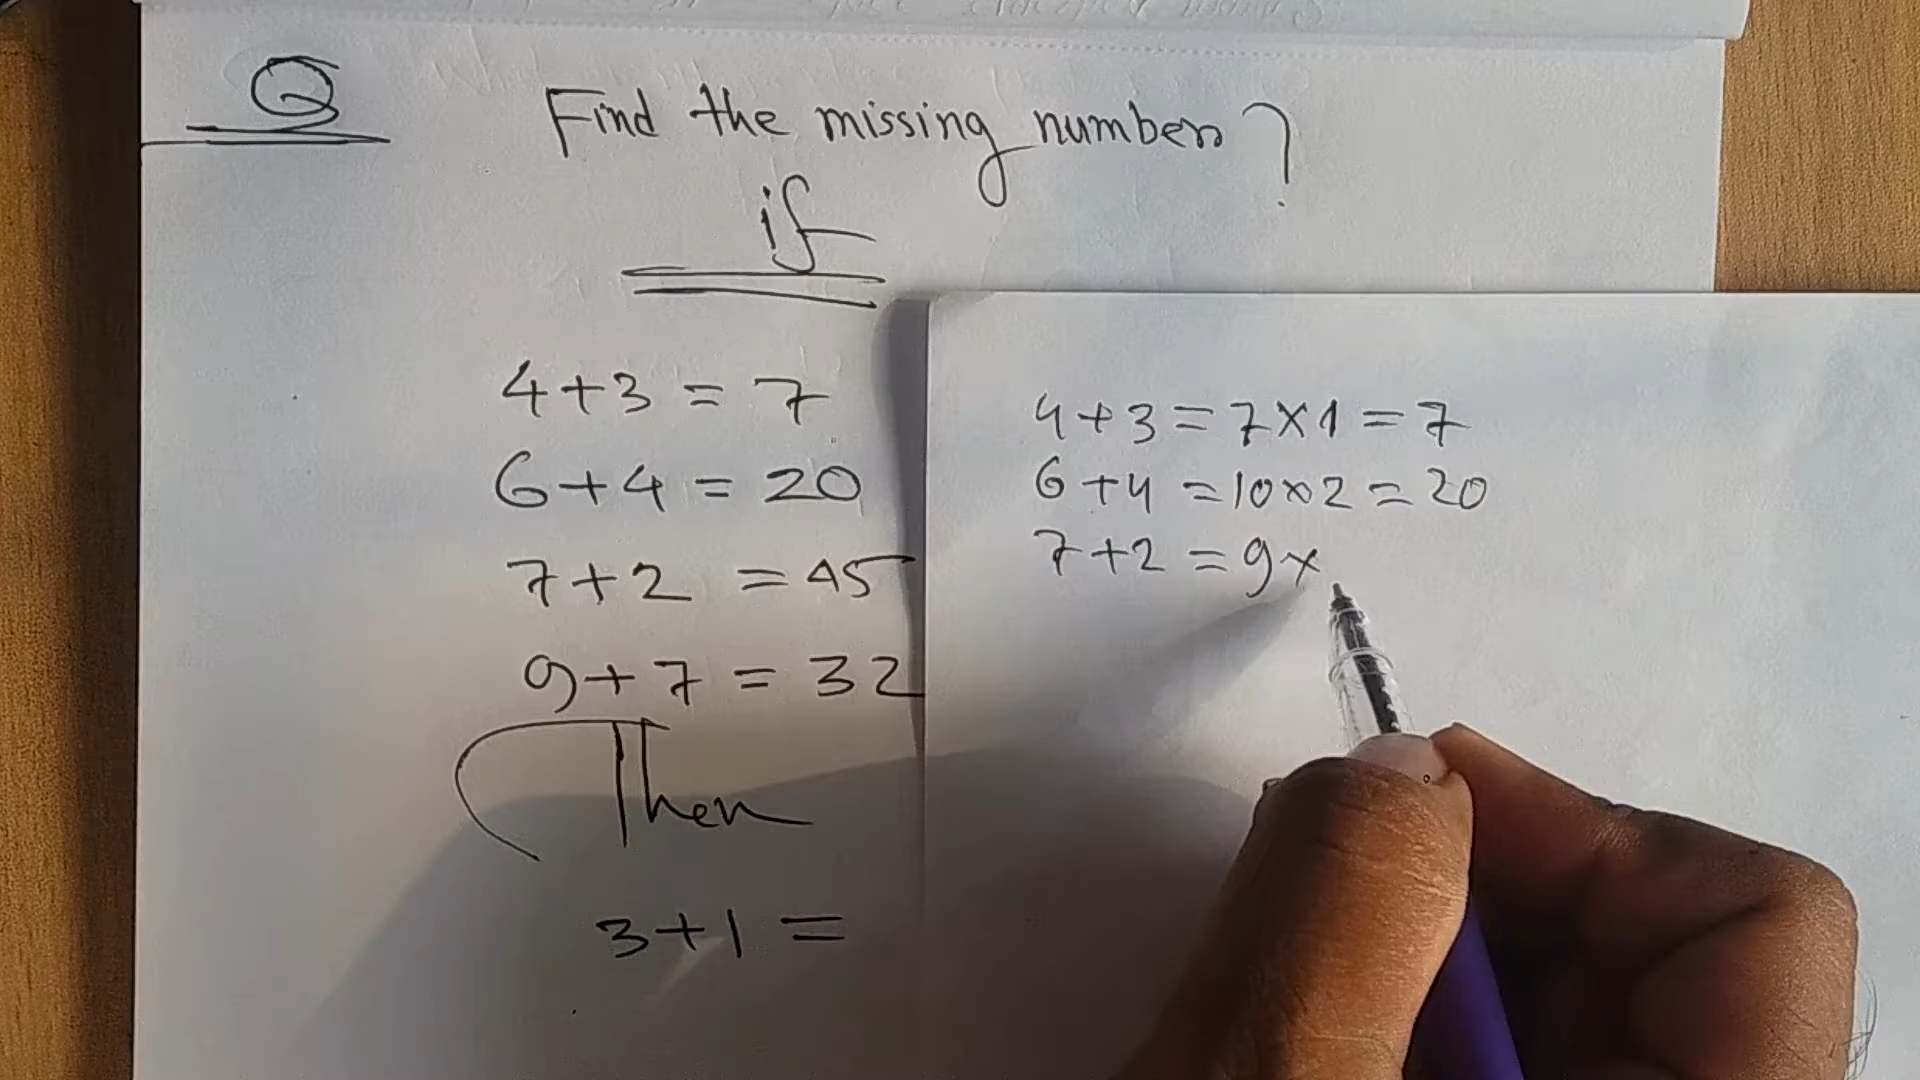 Q
Find the missing number?
if
4+3 = 7
6+4 = 20
7+2 = 45
9+7 = 32
Then
3+1 =
4+3=7×1=7
6+4=10×2=20
7+2=9×